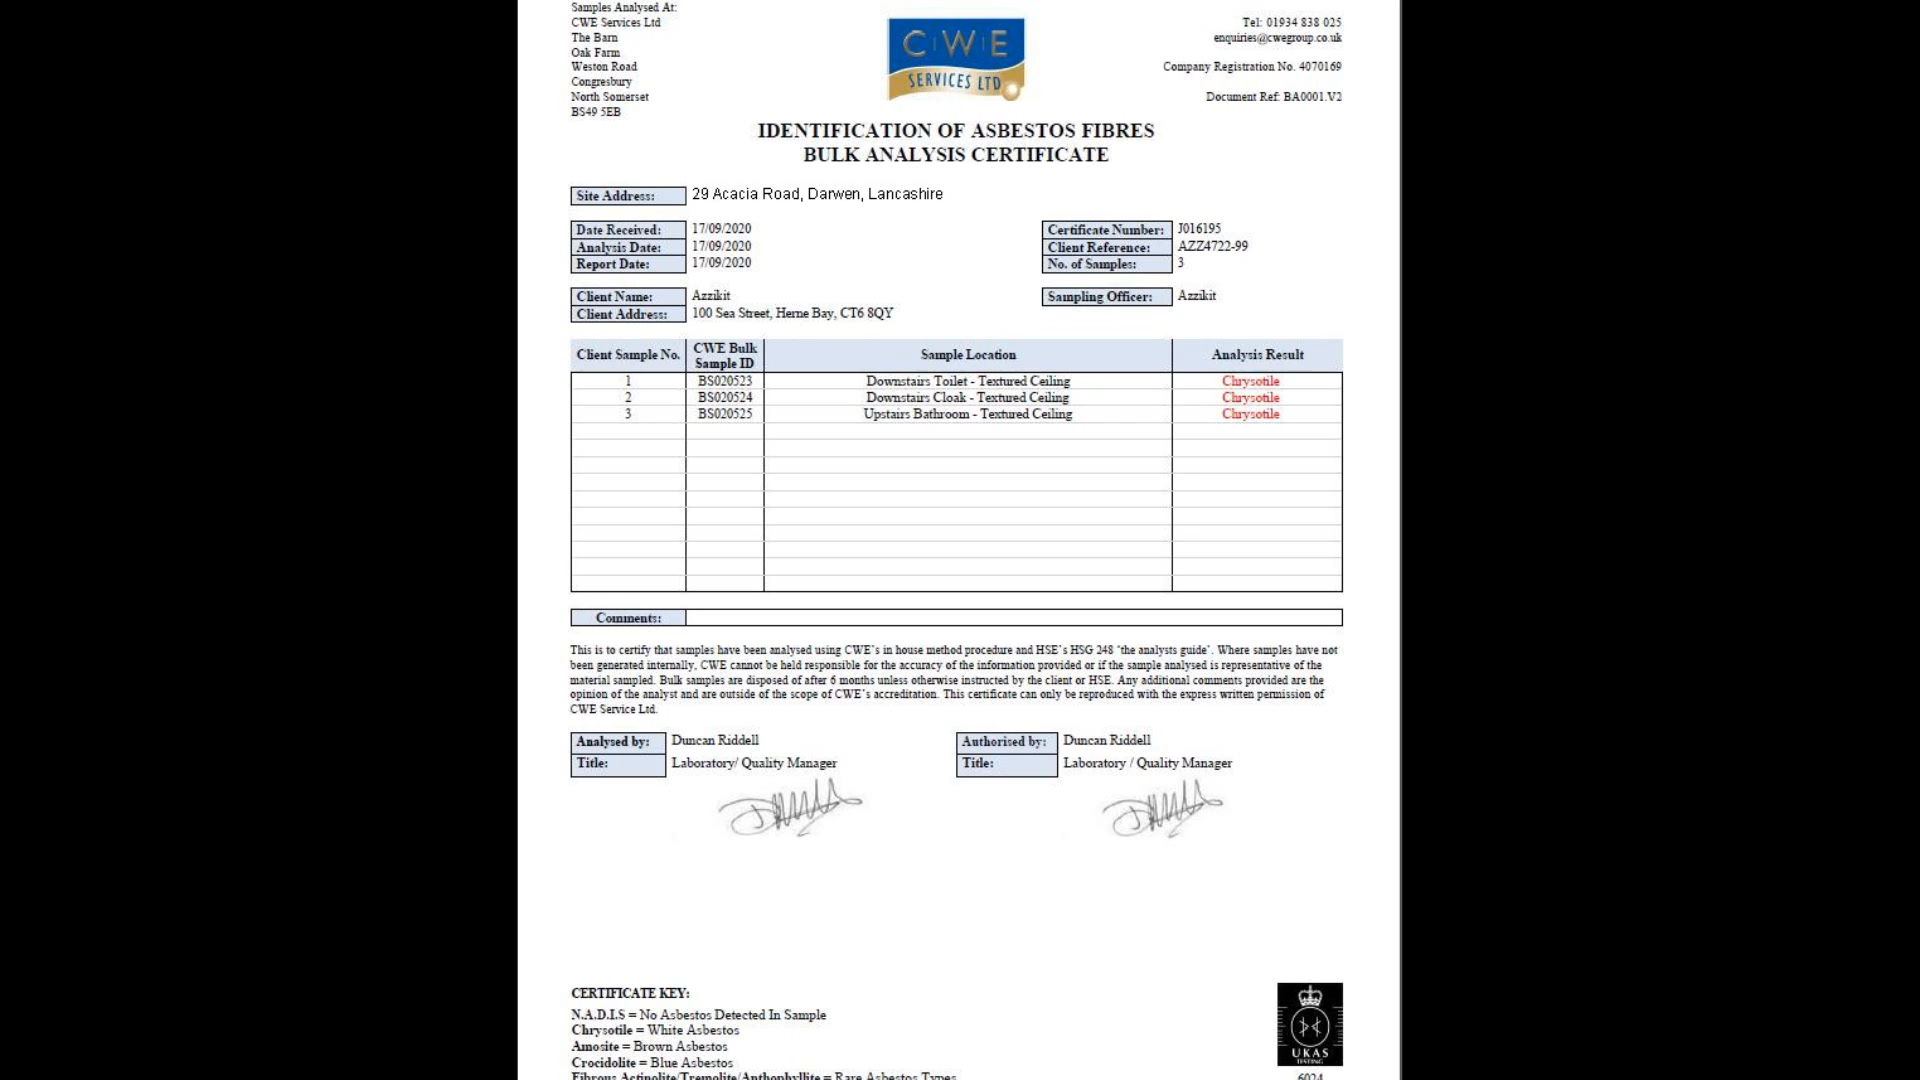 Samples Analysed At:
CWE Services Ltd
The Barn
Oak Farm
Weston Road
Congresbury
North Somerset
BS49 5EB
C W E
SERVICES LTD
Tel: 01934 838 025
enquiries@cwegroup.co.uk
Company Registration No. 4070169
Document Ref: BA0001.V2
IDENTIFICATION OF ASBESTOS FIBRES
BULK ANALYSIS CERTIFICATE
Site Address: 29 Acacia Road, Darwen, Lancashire
Date Received: 17/09/2020 Certificate Number: J016195
Analysis Date: 17/09/2020 Client Reference: AZZ4722-99
Report Date: 17/09/2020 No. of Samples: 3
Client Name: Azzikit Sampling Officer: Azzikit
Client Address: 100 Sea Street, Herne Bay, CT6 8QY
Client Sample No. CWE Bulk Sample ID Sample Location Analysis Result
1 BS020523 Downstairs Toilet - Textured Ceiling Chrysotile
2 BS020524 Downstairs Cloak - Textured Ceiling Chrysotile
3 BS020525 Upstairs Bathroom - Textured Ceiling Chrysotile
Comments:
This is to certify that samples have been analysed using CWE's in house method procedure and HSE's HSG 248 'the analysts guide'. Where samples have not
been generated internally, CWE cannot be held responsible for the accuracy of the information provided or if the sample analysed is representative of the
material sampled. Bulk samples are disposed of after 6 months unless otherwise instructed by the client or HSE. Any additional comments provided are the
opinion of the analyst and are outside of the scope of CWE's accreditation. This certificate can only be reproduced with the express written permission of
CWE Service Ltd.
Analysed by: Duncan Riddell Authorised by: Duncan Riddell
Title: Laboratory/ Quality Manager Title: Laboratory / Quality Manager
CERTIFICATE KEY:
N.A.D.I.S = No Asbestos Detected In Sample
Chrysotile = White Asbestos
Amosite = Brown Asbestos
Crocidolite = Blue Asbestos
Fibrous Actinolite/Tremolite/Anthophyllite = Rare Asbestos Types
UKAS
TESTING
6024